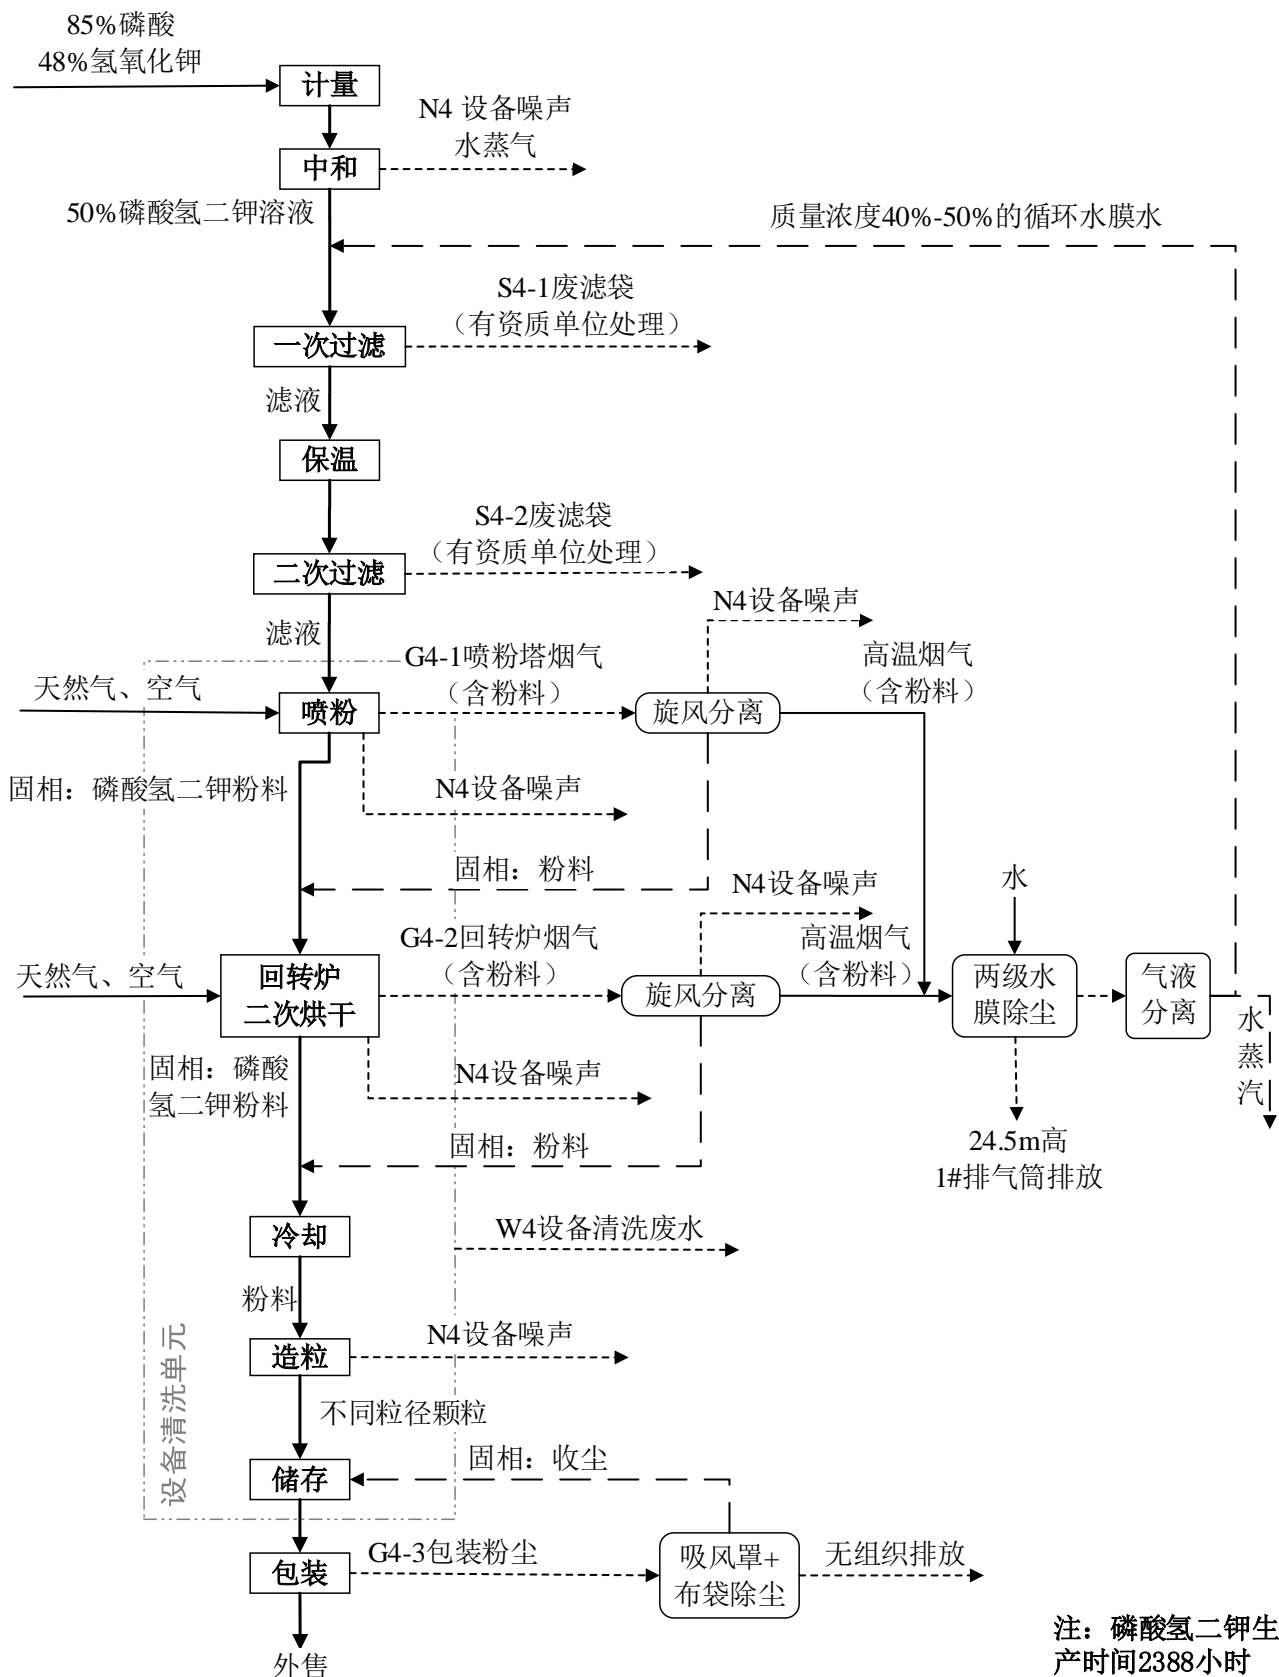 85%磷酸
48%氢氧化钾
计量
N4 设备噪声
水蒸气
中和
50%磷酸氢二钾溶液
质量浓度40%-50%的循环水膜水
S4-1废滤袋
（有资质单位处理）
一次过滤
滤液
保温
S4-2废滤袋
（有资质单位处理）
二次过滤
N4设备噪声
滤液
G4-1喷粉塔烟气
（含粉料）
高温烟气
（含粉料）
天然气、空气
喷粉
旋风分离
固相：磷酸氢二钾粉料
N4设备噪声
固相：粉料
N4设备噪声
水
G4-2回转炉烟气
（含粉料）
高温烟气
（含粉料）
天然气、空气
回转炉
二次烘干
旋风分离
两级水
膜除尘
气液
分离
水蒸汽
固相：磷酸
氢二钾粉料
N4设备噪声
固相：粉料
24.5m高
1#排气筒排放
冷却
W4设备清洗废水
粉料
造粒
N4设备噪声
设备清洗单元
不同粒径颗粒
固相：收尘
储存
包装
G4-3包装粉尘
吸风罩+
布袋除尘
无组织排放
外售
注：磷酸氢二钾生
产时间2388小时